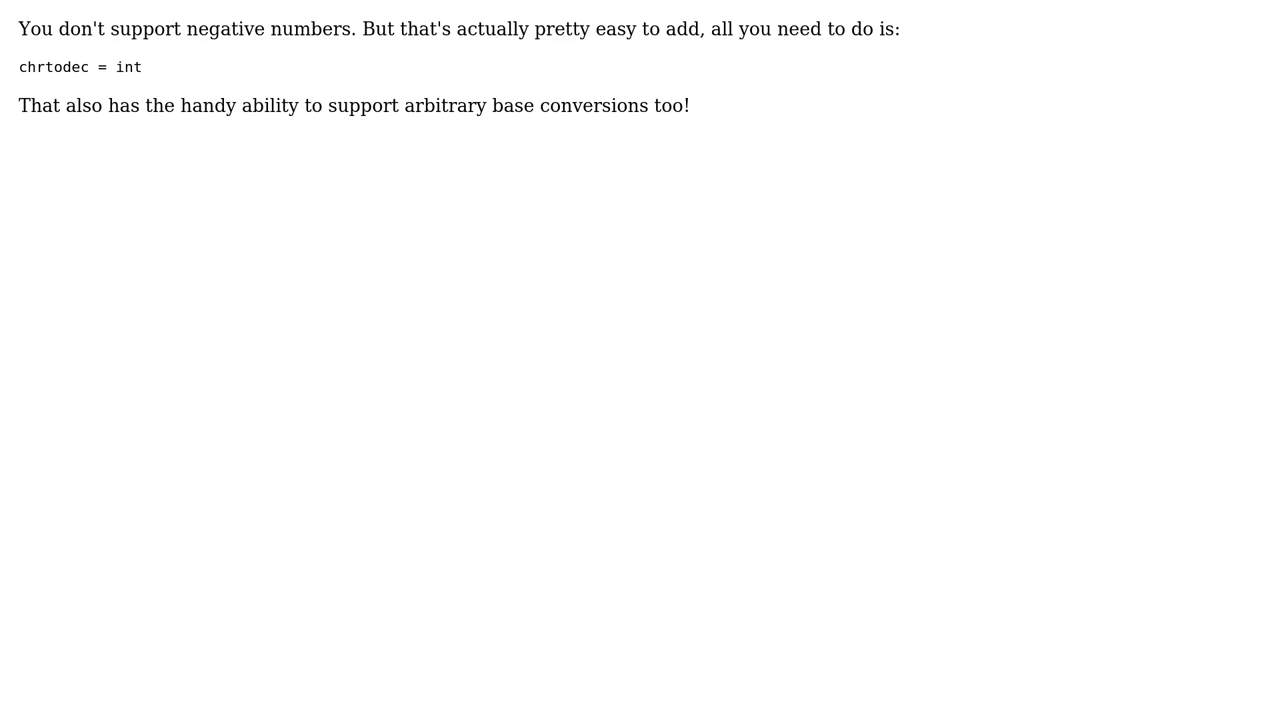 You don't support negative numbers. But that's actually pretty easy to add, all you need to do is:
chrtodec = int
That also has the handy ability to support arbitrary base conversions too!